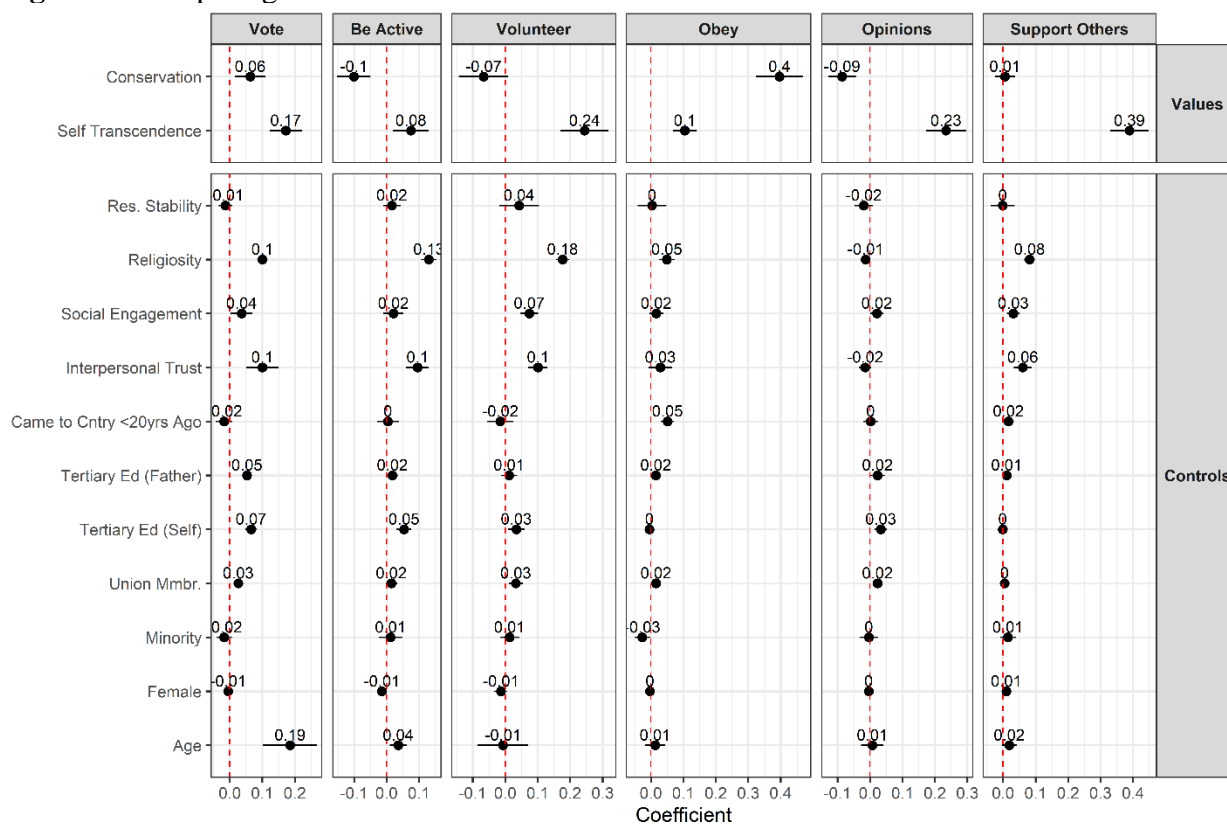 Vote Be Active Volunteer Obey Opinions Support Others
Conservation 0.06 -0.1 -0.07 0.4 -0.09 0.01
Self Transcendence 0.17 0.08 0.24 0.1 0.23 0.39
Values
Res. Stability 0.01 0.02 0.04 0 -0.02 0
Religiosity 0.1 0.13 0.18 0.05 -0.01 0.08
Social Engagement 0.04 0.02 0.07 0.02 0.02 0.03
Interpersonal Trust 0.1 0.1 0.1 0.03 -0.02 0.06
Came to Cntry <20yrs Ago 0.02 0 -0.02 0.05 0 0.02
Tertiary Ed (Father) 0.05 0.02 0.01 0.02 0.02 0.01
Tertiary Ed (Self) 0.07 0.05 0.03 0 0.03 0
Union Mmbr. 0.03 0.02 0.03 0.02 0.02 0
Minority 0.02 0.01 0.01 -0.03 0 0.01
Female -0.01 -0.01 -0.01 0 0 0.01
Age 0.19 0.04 -0.01 0.01 0.01 0.02
Controls
0.0 0.1 0.2 -0.1 0.0 0.1 0.0 0.1 0.2 0.3 0.0 0.1 0.2 0.3 0.4 0.0 0.1 0.2 0.3 0.0 0.1 0.2 0.3 0.4
Coefficient